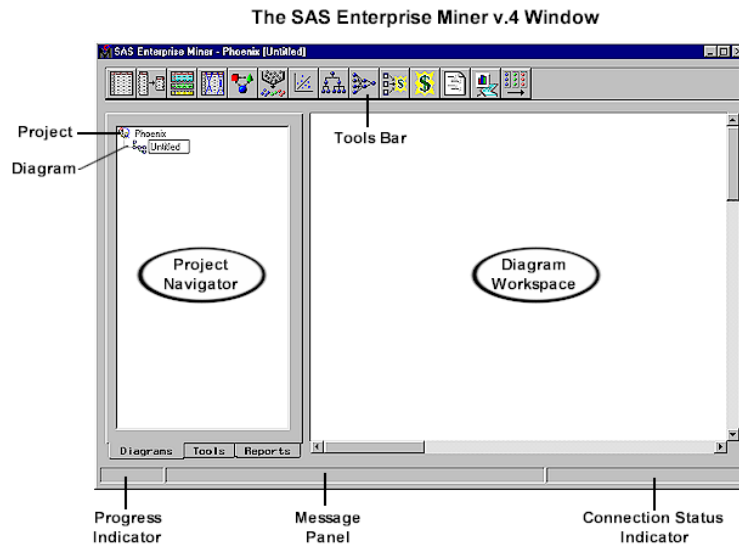 The SAS Enterprise Miner v.4 Window
SAS Enterprise Miner - Phoenix [Untitled]
S
$
Tools Bar
Project
Phoenix
Diagram
Untitled
Project
Navigator
Diagram
Workspace
Diagrams
Tools
Reports
Progress
Indicator
Message
Panel
Connection Status
Indicator